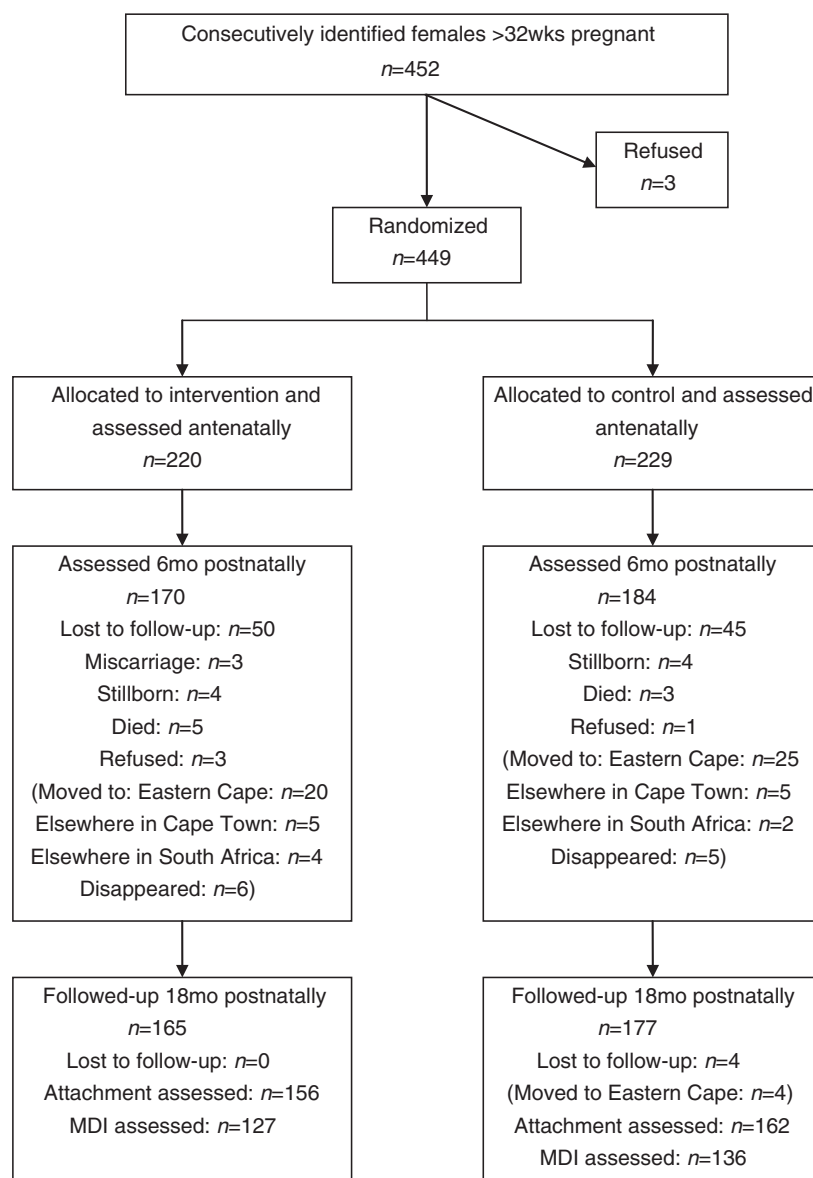 Consecutively identified females >32wks pregnant
n=452
Refused
n=3
Randomized
n=449
Allocated to intervention and
assessed antenatally
n=220
Allocated to control and assessed
antenatally
n=229
Assessed 6mo postnatally
n=170
Lost to follow-up: n=50
Miscarriage: n=3
Stillborn: n=4
Died: n=5
Refused: n=3
(Moved to: Eastern Cape: n=20
Elsewhere in Cape Town: n=5
Elsewhere in South Africa: n=4
Disappeared: n=6)
Assessed 6mo postnatally
n=184
Lost to follow-up: n=45
Stillborn: n=4
Died: n=3
Refused: n=1
(Moved to: Eastern Cape: n=25
Elsewhere in Cape Town: n=5
Elsewhere in South Africa: n=2
Disappeared: n=5)
Followed-up 18mo postnatally
n=165
Lost to follow-up: n=0
Attachment assessed: n=156
MDI assessed: n=127
Followed-up 18mo postnatally
n=177
Lost to follow-up: n=4
(Moved to Eastern Cape: n=4)
Attachment assessed: n=162
MDI assessed: n=136